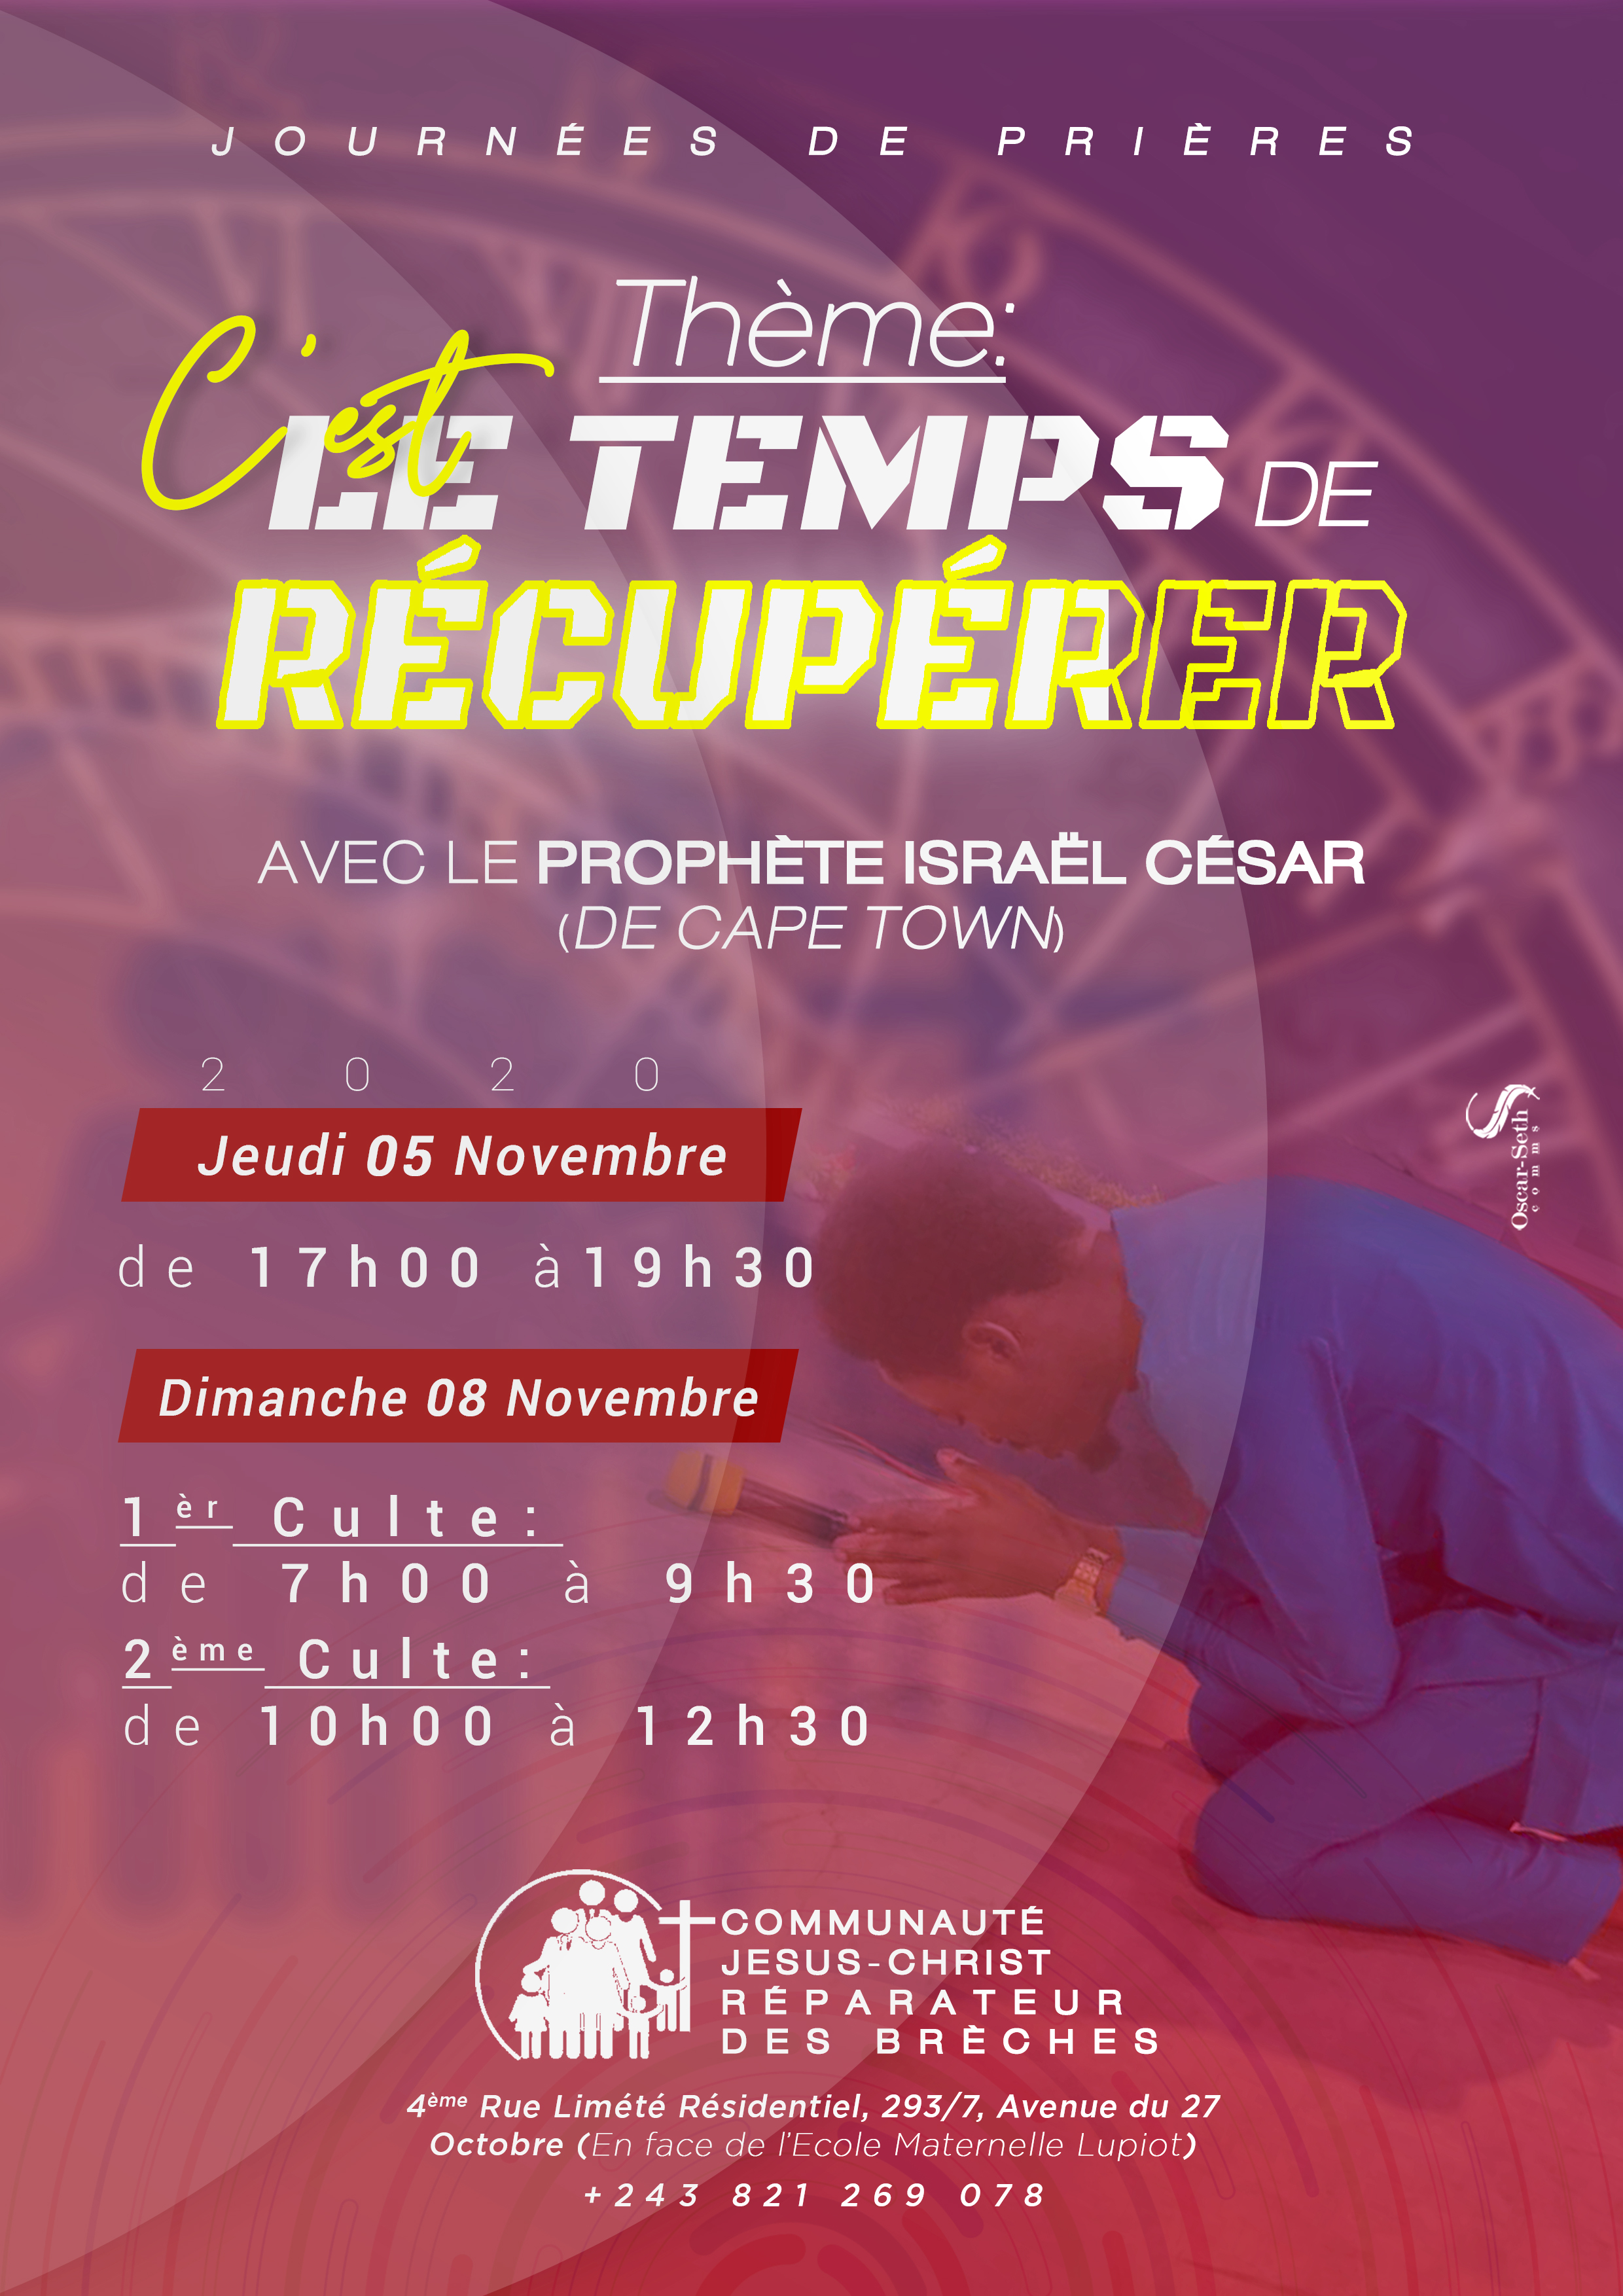 JOURNÉES DE PRIÈRES
Thème:
C'est
LE TEMPS DE
RÉCUPÉRER
AVEC LE PROPHÈTE ISRAËL CÉSAR
(DE CAPE TOWN)
2020
Jeudi 05 Novembre
de 17h00 à 19h30
Dimanche 08 Novembre
1èr Culte:
de 7h00 à 9h30
2ème Culte:
de 10h00 à 12h30
Oscar-Seth
comms
COMMUNAUTÉ
JESUS-CHRIST
RÉPARATEUR
DES BRÈCHES
4ème Rue Limété Résidentiel, 293/7, Avenue du 27
Octobre (En face de l'Ecole Maternelle Lupiot)
+243 821 269 078